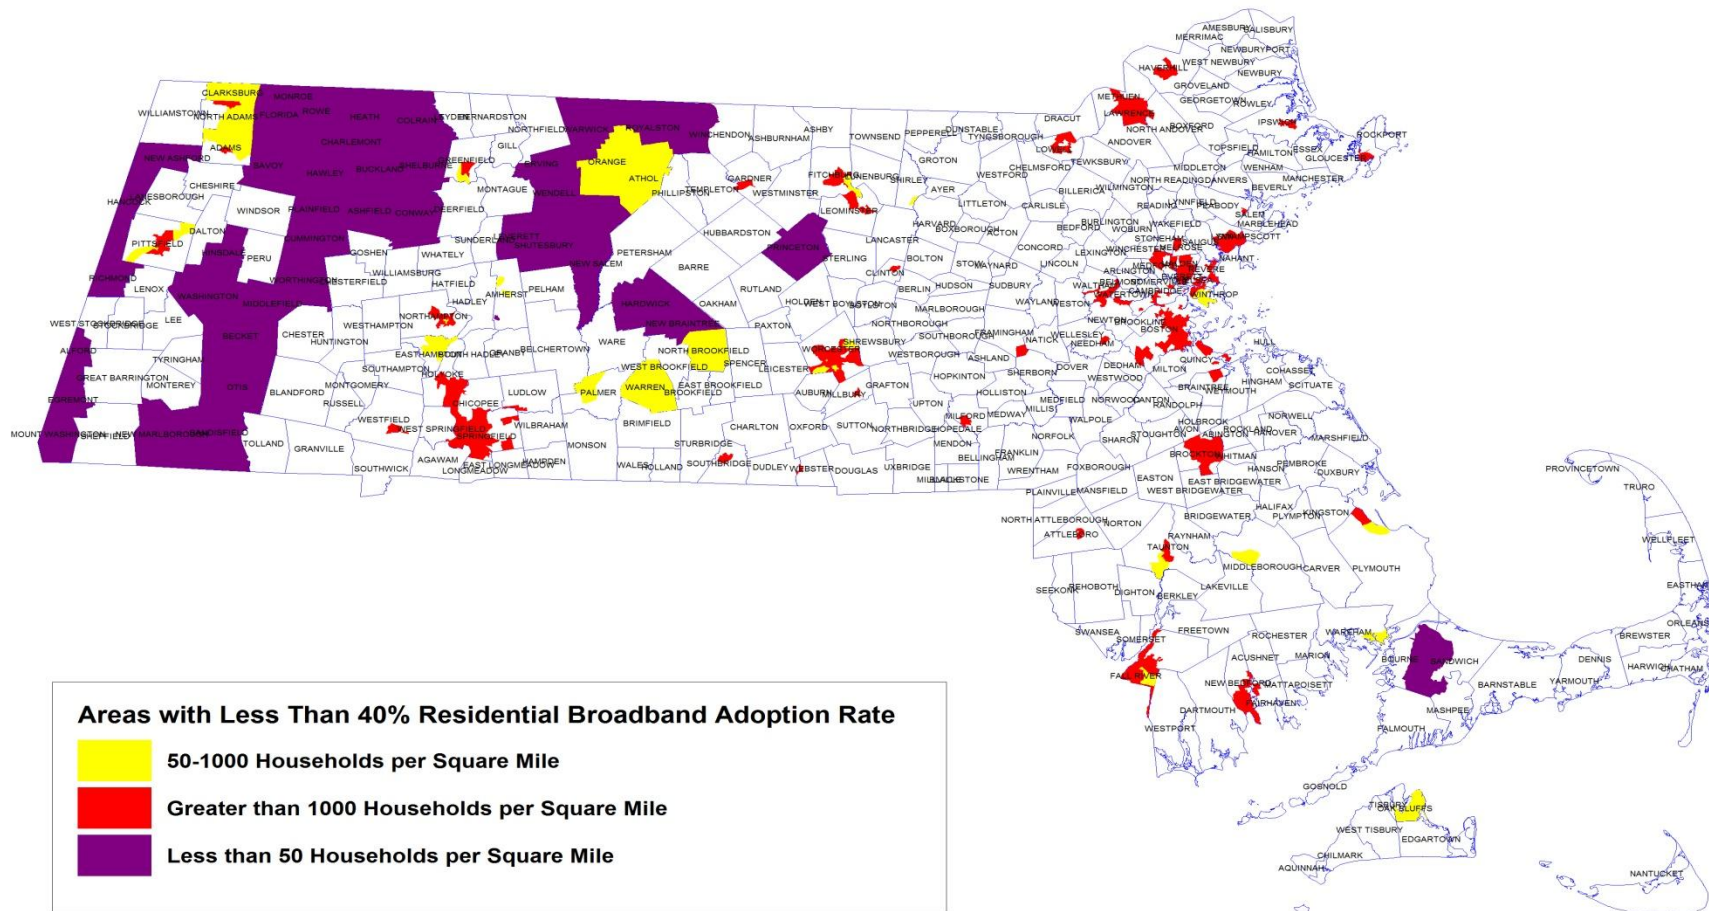 AMESBURY
SALISBURY
MERRIMAC
NEWBURYPORT
WEST NEWBURY
HAVERHILL
NEWBURY
GROVELAND
GEORGETOWN
ROWLEY
METHUEN
LAWRENCE
BOXFORD
NORTH ANDOVER
IPSWICH
ROCKPORT
ESSEX
GLOUCESTER
TOPSFIELD
HAMILTON
ANDOVER
DRACUT
LOWELL
TEWKSBURY
CHELMSFORD
TYNGSBOROUGH
DUNSTABLE
PEPPERELL
TOWNSEND
ASHBY
ASHBURNHAM
WINCHENDON
ROYALSTON
WARWICK
NORTHFIELD
BERNARDSTON
LEYDEN
COLRAIN
HEATH
ROWE
MONROE
FLORIDA
CLARKSBURG
NORTH ADAMS
WILLIAMSTOWN
ADAMS
NEW ASHFORD
SAVOY
CHARLEMONT
HAWLEY
BUCKLAND
SHELBURNE
GREENFIELD
GILL
ERVING
MONTAGUE
WENDELL
ORANGE
ATHOL
PHILLIPSTON
TEMPLETON
GARDNER
WESTMINSTER
FITCHBURG
LUNENBURG
SHIRLEY
GROTON
AYER
WESTFORD
LITTLETON
CARLISLE
BILLERICA
WILMINGTON
NORTH READING
MIDDLETON
DANVERS
WENHAM
BEVERLY
MANCHESTER
LYNNFIELD
PEABODY
SALEM
MARBLEHEAD
READING
WAKEFIELD
BURLINGTON
WOBURN
BEDFORD
LEXINGTON
STONEHAM
SAUGUS
SWAMPSCOTT
NAHANT
WINCHESTER
MELROSE
REVERE
ARLINGTON
WINTHROP
CAMBRIDGE
WATERTOWN
WALTHAM
LINCOLN
CONCORD
ACTON
BOXBOROUGH
HARVARD
LEOMINSTER
LANCASTER
STERLING
PRINCETON
HUBBARDSTON
BARRE
PETERSHAM
NEW SALEM
SHUTESBURY
LEVERETT
SUNDERLAND
DEERFIELD
CONWAY
ASHFIELD
PLAINFIELD
WINDSOR
CHESHIRE
LANESBOROUGH
HANCOCK
DALTON
PITTSFIELD
HINSDALE
PERU
CUMMINGTON
GOSHEN
WHATELY
WILLIAMSBURG
CHESTERFIELD
WORTHINGTON
MIDDLEFIELD
WASHINGTON
LENOX
RICHMOND
WEST STOCKBRIDGE
STOCKBRIDGE
LEE
BECKET
CHESTER
HUNTINGTON
WESTHAMPTON
NORTHAMPTON
HATFIELD
HADLEY
AMHERST
PELHAM
BELCHERTOWN
GRANBY
SOUTH HADLEY
EASTHAMPTON
SOUTHAMPTON
HOLYOKE
WARE
HARDWICK
NEW BRAINTREE
OAKHAM
RUTLAND
HOLDEN
WEST BOYLSTON
BOYLSTON
CLINTON
BOLTON
BERLIN
STOW
HUDSON
MAYNARD
SUDBURY
WAYLAND
WESTON
MARLBOROUGH
NORTHBOROUGH
SOUTHBOROUGH
FRAMINGHAM
NATICK
WELLESLEY
NEEDHAM
NEWTON
BROOKLINE
BOSTON
HULL
QUINCY
MILTON
DEDHAM
DOVER
SHERBORN
ASHLAND
WESTBOROUGH
SHREWSBURY
WORCESTER
PAXTON
LEICESTER
SPENCER
NORTH BROOKFIELD
WEST BROOKFIELD
EAST BROOKFIELD
BROOKFIELD
WARREN
PALMER
LUDLOW
CHICOPEE
WEST SPRINGFIELD
SPRINGFIELD
WILBRAHAM
MONSON
BRIMFIELD
STURBRIDGE
CHARLTON
OXFORD
AUBURN
MILLBURY
GRAFTON
SUTTON
UPTON
HOPKINTON
HOLLISTON
MILFORD
HOPEDALE
NORTHBRIDGE
MENDON
MEDWAY
MILLIS
MEDFIELD
WESTWOOD
NORWOOD
CANTON
RANDOLPH
BRAINTREE
WEYMOUTH
HINGHAM
COHASSET
SCITUATE
NORWELL
HOLBROOK
ROCKLAND
HANOVER
MARSHFIELD
ABINGTON
AVON
STOUGHTON
WALPOLE
SHARON
NORFOLK
FRANKLIN
BELLINGHAM
WRENTHAM
FOXBOROUGH
BROCKTON
WHITMAN
HANSON
PEMBROKE
DUXBURY
EASTON
EAST BRIDGEWATER
WEST BRIDGEWATER
PLAINVILLE
MANSFIELD
NORTH ATTLEBOROUGH
NORTON
ATTLEBORO
BRIDGEWATER
HALIFAX
PLYMPTON
KINGSTON
RAYNHAM
TAUNTON
MIDDLEBOROUGH
CARVER
PLYMOUTH
LAKEVILLE
BERKLEY
DIGHTON
REHOBOTH
SEEKONK
SWANSEA
SOMERSET
FREETOWN
ROCHESTER
WAREHAM
ACUSHNET
MARION
FALL RIVER
NEW BEDFORD
MATTAPOISETT
FAIRHAVEN
DARTMOUTH
WESTPORT
BOURNE
SANDWICH
BARNSTABLE
MASHPEE
FALMOUTH
YARMOUTH
DENNIS
BREWSTER
HARWICH
CHATHAM
ORLEANS
EASTHAM
WELLFLEET
TRURO
PROVINCETOWN
GOSNOLD
TISBURY
OAK BLUFFS
WEST TISBURY
EDGARTOWN
CHILMARK
AQUINNAH
NANTUCKET
ALFORD
GREAT BARRINGTON
TYRINGHAM
MONTEREY
OTIS
BLANDFORD
MONTGOMERY
RUSSELL
WESTFIELD
EGREMONT
MOUNT WASHINGTON
SHEFFIELD
NEW MARLBOROUGH
SANDISFIELD
TOLLAND
GRANVILLE
SOUTHWICK
AGAWAM
LONGMEADOW
EAST LONGMEADOW
HAMPDEN
WALES
HOLLAND
SOUTHBRIDGE
DUDLEY
WEBSTER
DOUGLAS
UXBRIDGE
BLACKSTONE
Areas with Less Than 40% Residential Broadband Adoption Rate
50-1000 Households per Square Mile
Greater than 1000 Households per Square Mile
Less than 50 Households per Square Mile